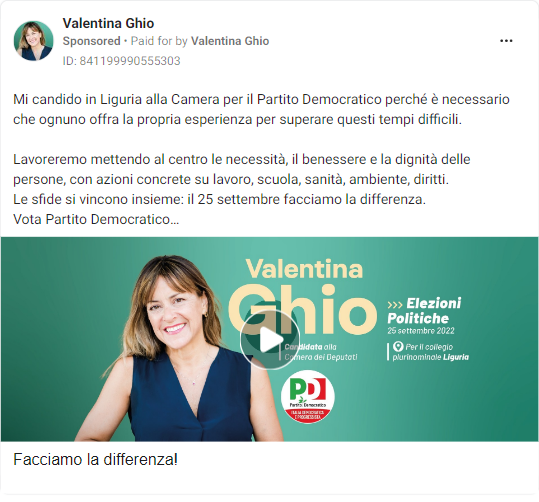 Valentina Ghio
Sponsored • Paid for by Valentina Ghio
ID: 841199990555303
Mi candido in Liguria alla Camera per il Partito Democratico perché è necessario
che ognuno offra la propria esperienza per superare questi tempi difficili.
Lavoreremo mettendo al centro le necessità, il benessere e la dignità delle
persone, con azioni concrete su lavoro, scuola, sanità, ambiente, diritti.
Le sfide si vincono insieme: il 25 settembre facciamo la differenza.
Vota Partito Democratico...
Valentina
Ghio
Candidata alla
Camera dei Deputati
>>> Elezioni
Politiche
25 settembre 2022
Per il collegio
plurinominale Liguria
PD
Partito Democratico
ITALIA DEMOCRATICA
E PROGRESSISTA
Facciamo la differenza!